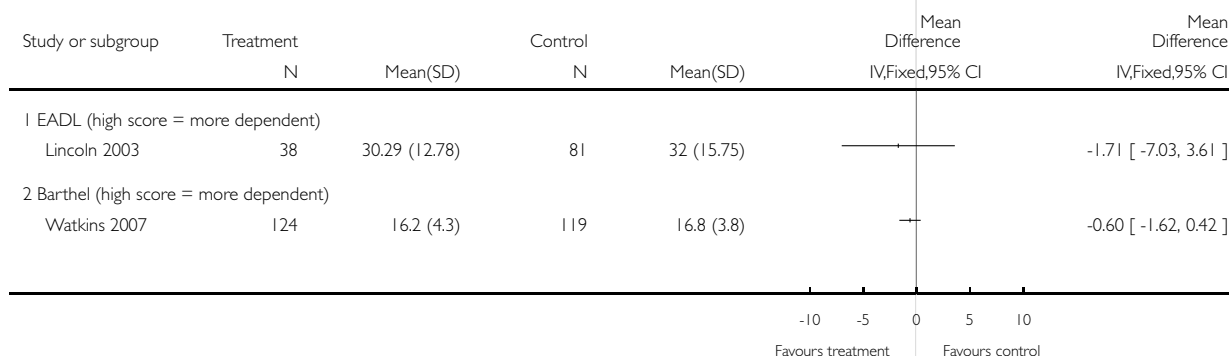 Mean Mean
Study or subgroup Treatment Control Difference Difference
N Mean(SD) N Mean(SD) IV,Fixed,95% CI IV,Fixed,95% CI
1 EADL (high score = more dependent)
Lincoln 2003 38 30.29 (12.78) 81 32 (15.75) -1.71 [ -7.03, 3.61 ]
2 Barthel (high score = more dependent)
Watkins 2007 124 16.2 (4.3) 119 16.8 (3.8) -0.60 [ -1.62, 0.42 ]
-10 -5 0 5 10
Favours treatment Favours control